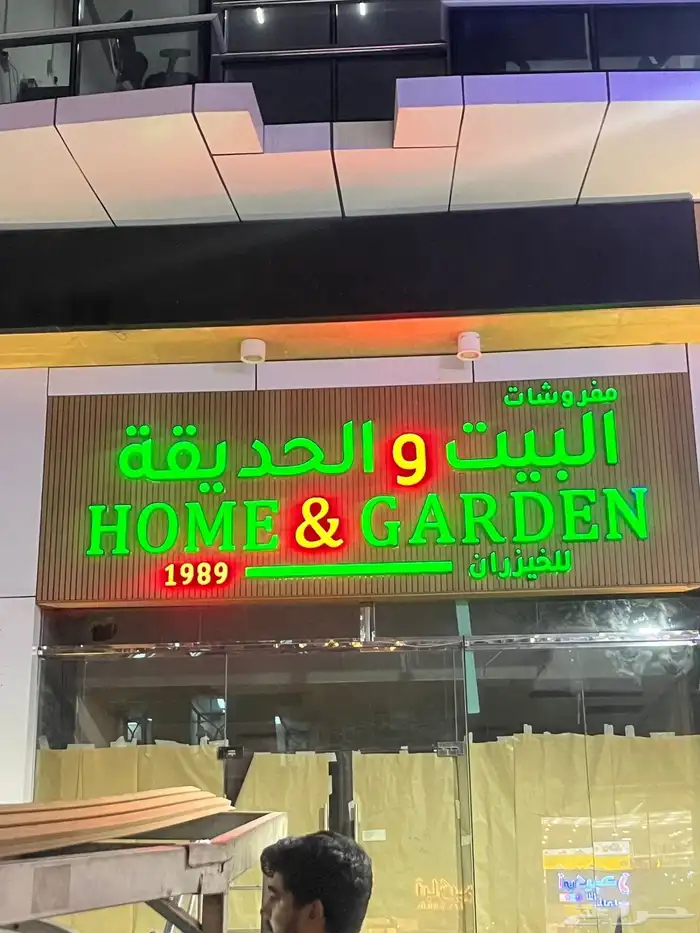 مفروشات
البيت و الحديقة
HOME & GARDEN
للخيزران
1989